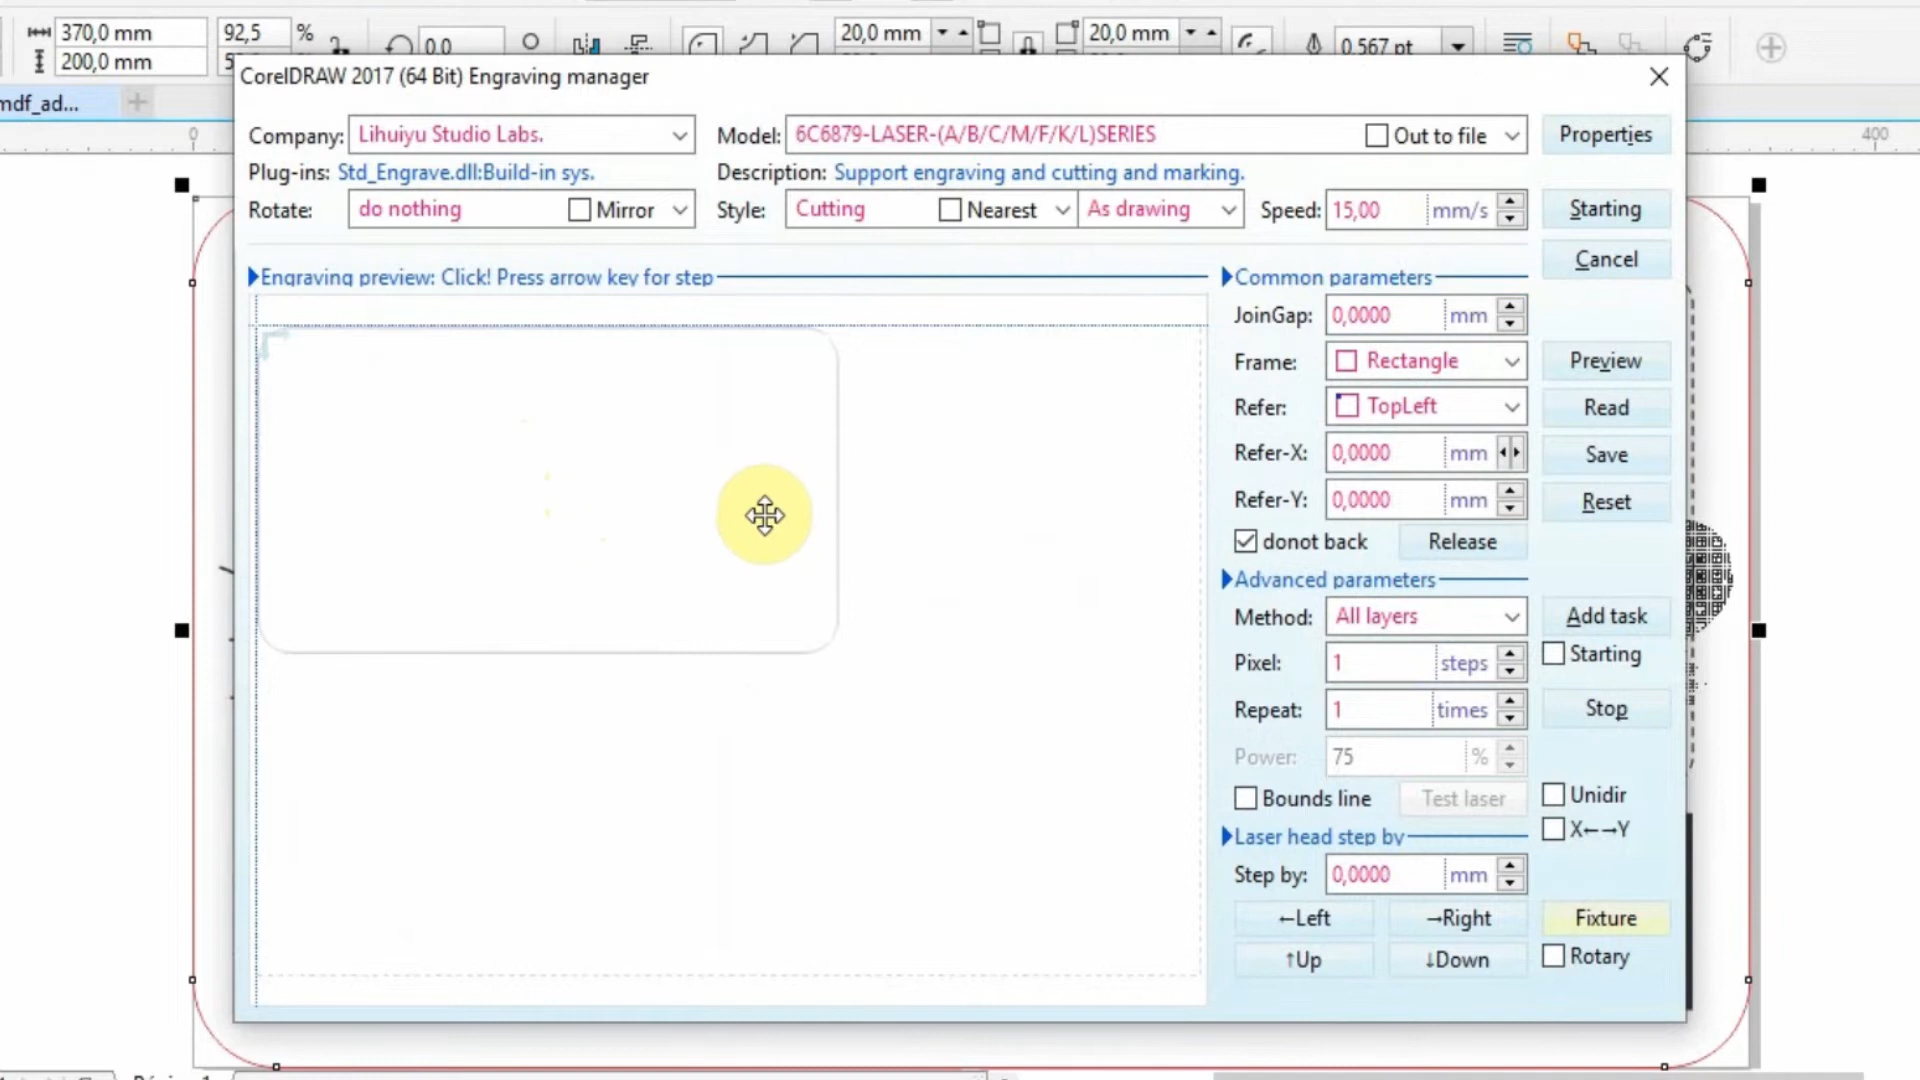 370,0 mm 92,5 % 0,0 20,0 mm 20,0 mm 0,567 pt
200,0 mm
CorelDRAW 2017 (64 Bit) Engraving manager
mdf_ad...
0 400
Company: Lihuiyu Studio Labs. Model: 6C6879-LASER-(A/B/C/M/F/K/L)SERIES Out to file Properties
Plug-ins: Std_Engrave.dll:Build-in sys. Description: Support engraving and cutting and marking.
Rotate: do nothing Mirror Style: Cutting Nearest As drawing Speed: 15,00 mm/s Starting
Cancel
Engraving preview: Click! Press arrow key for step Common parameters
JoinGap: 0,0000 mm
Frame: Rectangle Preview
Refer: TopLeft Read
Refer-X: 0,0000 mm Save
Refer-Y: 0,0000 mm Reset
donot back Release
Advanced parameters
Method: All layers Add task
Starting
Pixel: 1 steps
Repeat: 1 times Stop
Power: 75 %
Bounds line Test laser Unidir
X←→Y
Laser head step by
Step by: 0,0000 mm
←Left →Right Fixture
↑Up ↓Down Rotary